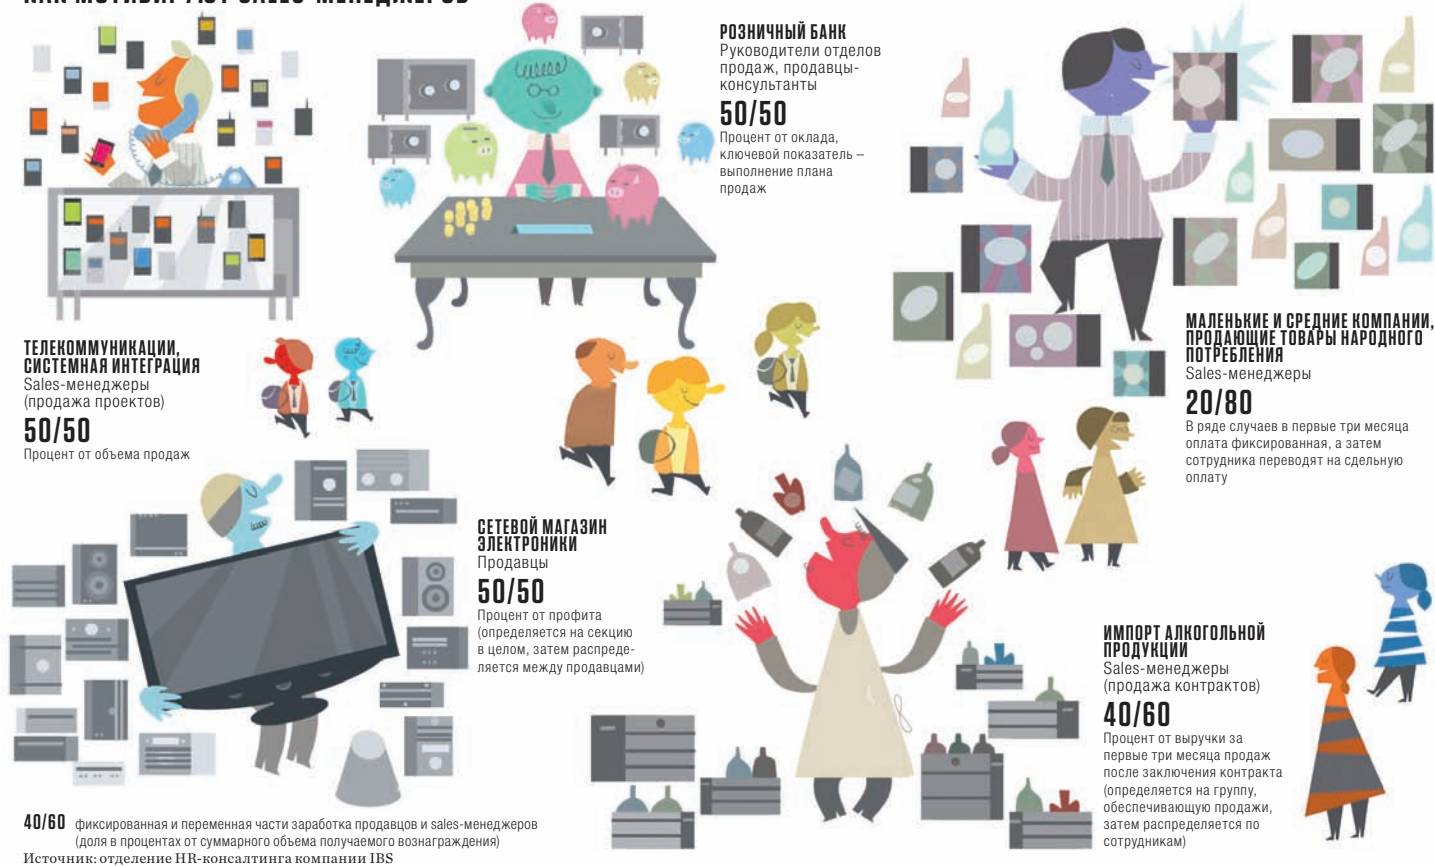 КАК МОТИВИРУЮТ SALES-МЕНЕДЖЕРОВ
РОЗНИЧНЫЙ БАНК
Руководители отделов
продаж, продавцы-
консультанты
50/50
Процент от оклада,
ключевой показатель –
выполнение плана
продаж
ТЕЛЕКОММУНИКАЦИИ,
СИСТЕМНАЯ ИНТЕГРАЦИЯ
Sales-менеджеры
(продажа проектов)
50/50
Процент от объема продаж
МАЛЕНЬКИЕ И СРЕДНИЕ КОМПАНИИ,
ПРОДАЮЩИЕ ТОВАРЫ НАРОДНОГО
ПОТРЕБЛЕНИЯ
Sales-менеджеры
20/80
В ряде случаев в первые три месяца
оплата фиксированная, а затем
сотрудника переводят на сдельную
оплату
СЕТЕВОЙ МАГАЗИН
ЭЛЕКТРОНИКИ
Продавцы
50/50
Процент от профита
(определяется на секцию
в целом, затем распреде-
ляется между продавцами)
ИМПОРТ АЛКОГОЛЬНОЙ
ПРОДУКЦИИ
Sales-менеджеры
(продажа контрактов)
40/60
Процент от выручки за
первые три месяца продаж
после заключения контракта
(определяется на группу,
обеспечивающую продажи,
затем распределяется по
сотрудникам)
40/60 фиксированная и переменная части заработка продавцов и sales-менеджеров
(доля в процентах от суммарного объема получаемого вознаграждения)
Источник: отделение HR-консалтинга компании IBS